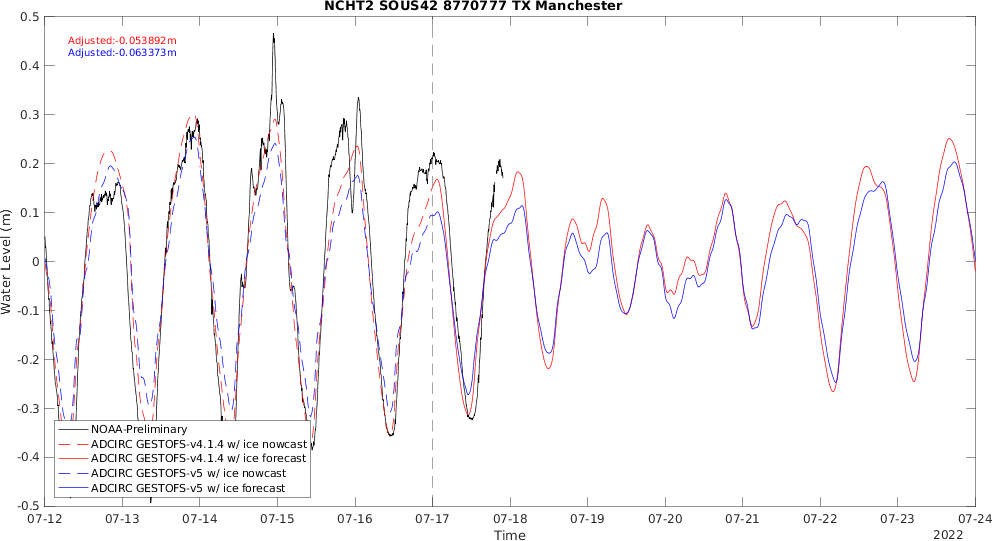 NCHT2 SOUS42 8770777 TX Manchester
Adjusted:-0.053892m
Adjusted:-0.063373m
Water Level (m)
0.5
0.4
0.3
0.2
0.1
0
-0.1
-0.2
-0.3
-0.4
-0.5
NOAA-Preliminary
ADCIRC GESTOFS-v4.1.4 w/ ice nowcast
ADCIRC GESTOFS-v4.1.4 w/ ice forecast
ADCIRC GESTOFS-v5 w/ ice nowcast
ADCIRC GESTOFS-v5 w/ ice forecast
07-12 07-13 07-14 07-15 07-16 07-17 07-18 07-19 07-20 07-21 07-22 07-23 07-24
Time
2022